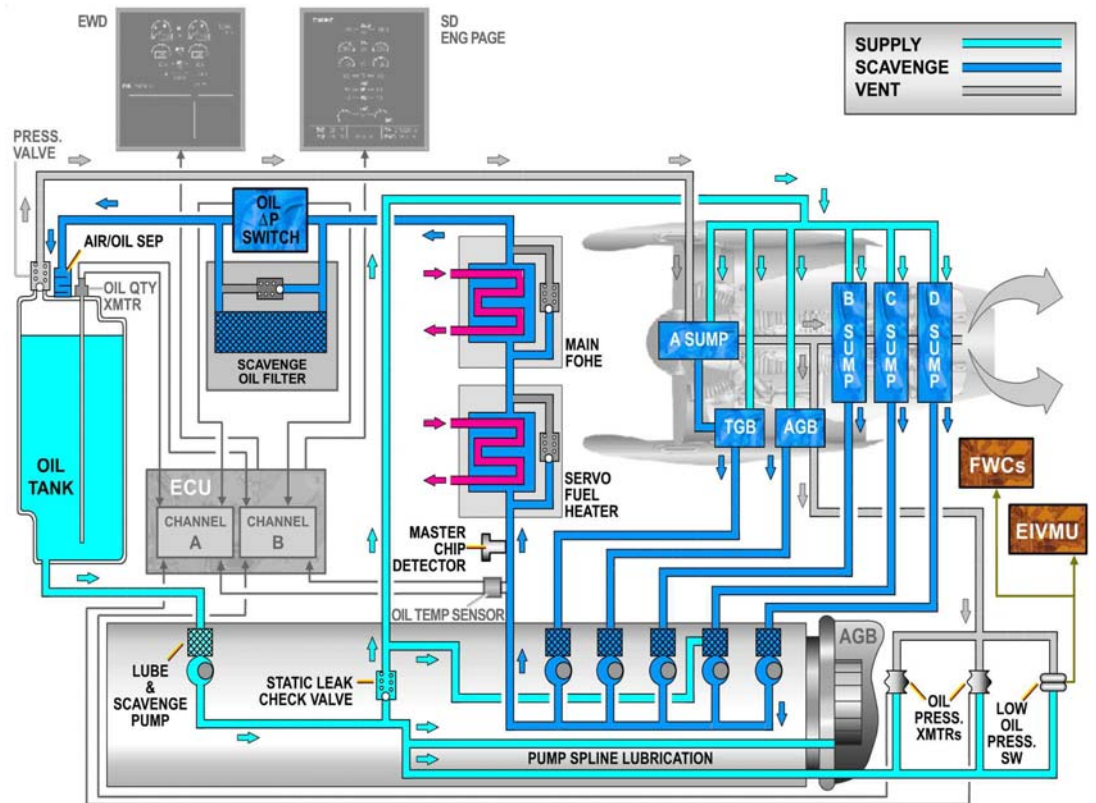 EWD
SD
ENG PAGE
SUPPLY
SCAVENGE
VENT
PRESS.
VALVE
OIL
ΔP
SWITCH
AIR/OIL SEP
OIL QTY
XMTR
SCAVENGE
OIL FILTER
MAIN
FOHE
A SUMP
B SUMP
C SUMP
D SUMP
TGB
AGB
OIL
TANK
ECU
CHANNEL
A
CHANNEL
B
SERVO
FUEL
HEATER
MASTER
CHIP
DETECTOR
OIL TEMP SENSOR
FWCs
EIVMU
LUBE
&
SCAVENGE
PUMP
STATIC LEAK
CHECK VALVE
AGB
OIL
PRESS.
XMTRs
LOW
OIL
PRESS.
SW
PUMP SPLINE LUBRICATION